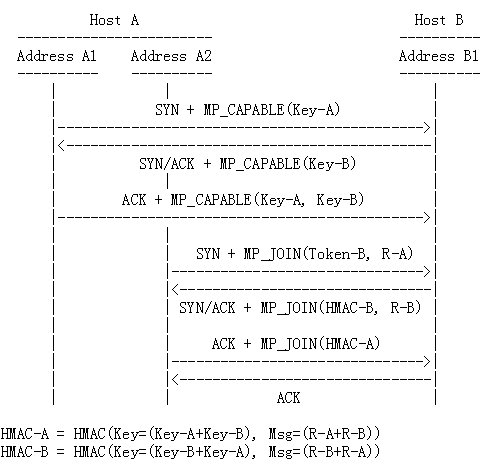 Host A Host B
Address A1 Address A2 Address B1
SYN + MP_CAPABLE(Key-A)
SYN/ACK + MP_CAPABLE(Key-B)
ACK + MP_CAPABLE(Key-A, Key-B)
SYN + MP_JOIN(Token-B, R-A)
SYN/ACK + MP_JOIN(HMAC-B, R-B)
ACK + MP_JOIN(HMAC-A)
ACK
HMAC-A = HMAC(Key=(Key-A+Key-B), Msg=(R-A+R-B))
HMAC-B = HMAC(Key=(Key-B+Key-A), Msg=(R-B+R-A))